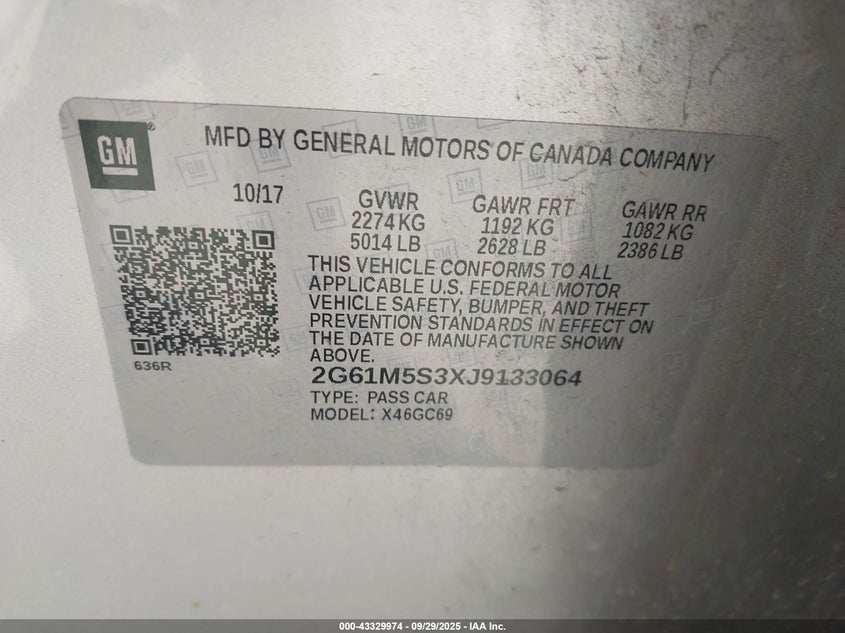 GM®
MFD BY GENERAL MOTORS OF CANADA COMPANY
10/17
GVWR
2274 KG
5014 LB
GAWR FRT
1192 KG
2628 LB
GAWR RR
1082 KG
2386 LB
THIS VEHICLE CONFORMS TO ALL
APPLICABLE U.S. FEDERAL MOTOR
VEHICLE SAFETY, BUMPER, AND THEFT
PREVENTION STANDARDS IN EFFECT ON
THE DATE OF MANUFACTURE SHOWN
ABOVE.
636R
2G61M5S3XJ9133064
TYPE: PASS CAR
MODEL: X46GC69
000-43329974 / 09/29/2025 - IAA Inc.